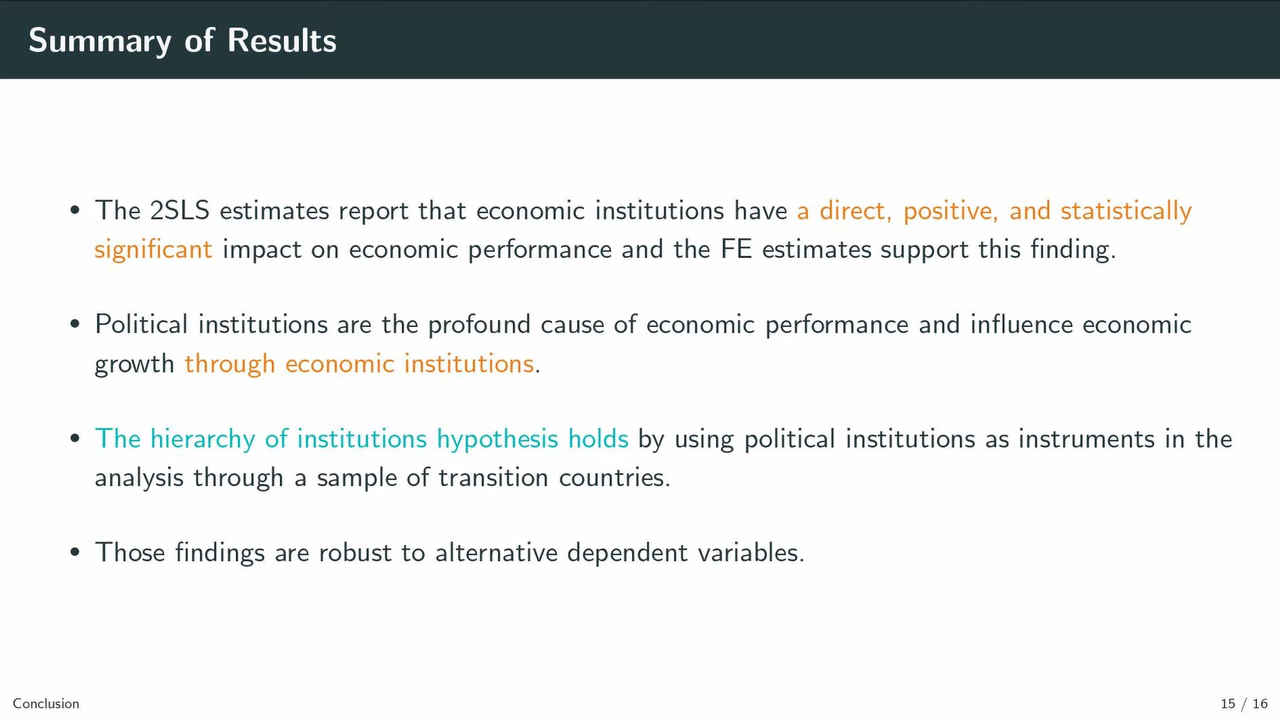 Summary of Results
• The 2SLS estimates report that economic institutions have a direct, positive, and statistically
significant impact on economic performance and the FE estimates support this finding.
• Political institutions are the profound cause of economic performance and influence economic
growth through economic institutions.
• The hierarchy of institutions hypothesis holds by using political institutions as instruments in the
analysis through a sample of transition countries.
• Those findings are robust to alternative dependent variables.
Conclusion
15 / 16